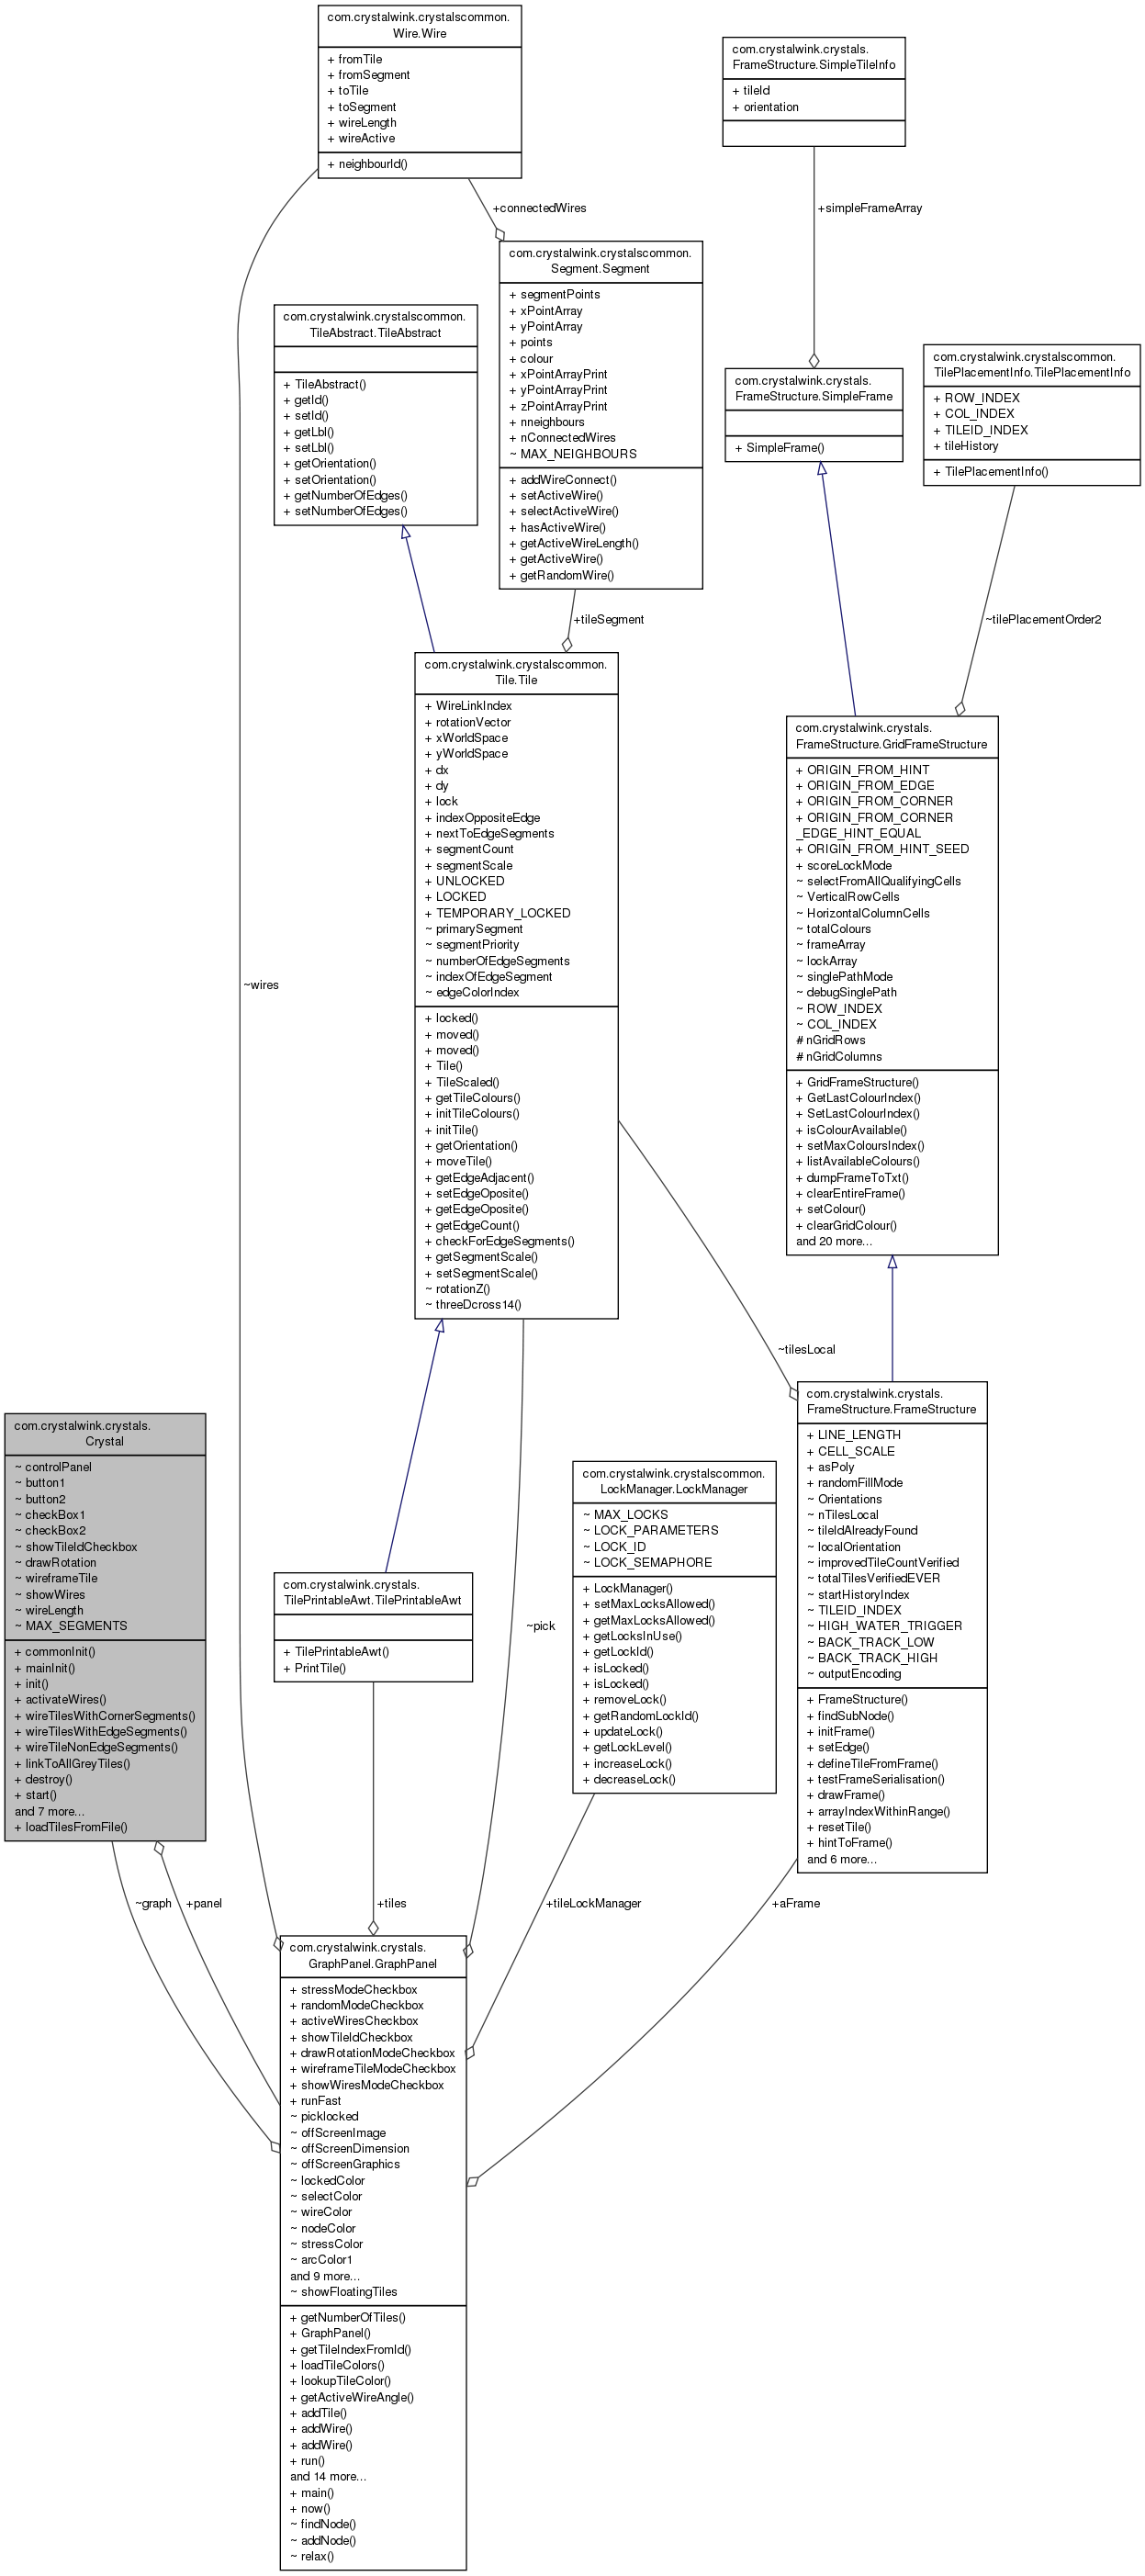 com.crystalwink.crystalscommon.
Wire.Wire
+ fromTile
+ fromSegment
+ toTile
+ toSegment
+ wireLength
+ wireActive
+ neighbourId()
com.crystalwink.crystals.
FrameStructure.SimpleTileInfo
+ tileId
+ orientation
+connectedWires
+simpleFrameArray
com.crystalwink.crystalscommon.
Segment.Segment
+ segmentPoints
+ xPointArray
+ yPointArray
+ points
+ colour
+ xPointArrayPrint
+ yPointArrayPrint
+ zPointArrayPrint
+ nneighbours
+ nConnectedWires
~ MAX_NEIGHBOURS
+ addWireConnect()
+ setActiveWire()
+ selectActiveWire()
+ hasActiveWire()
+ getActiveWireLength()
+ getActiveWire()
+ getRandomWire()
com.crystalwink.crystalscommon.
TileAbstract.TileAbstract
+ TileAbstract()
+ getId()
+ setId()
+ getLbl()
+ setLbl()
+ getOrientation()
+ setOrientation()
+ getNumberOfEdges()
+ setNumberOfEdges()
com.crystalwink.crystals.
FrameStructure.SimpleFrame
+ SimpleFrame()
com.crystalwink.crystalscommon.
TilePlacementInfo.TilePlacementInfo
+ ROW_INDEX
+ COL_INDEX
+ TILEID_INDEX
+ tileHistory
+ TilePlacementInfo()
+tileSegment
~tilePlacementOrder2
com.crystalwink.crystalscommon.
Tile.Tile
+ WireLinkIndex
+ rotationVector
+ xWorldSpace
+ yWorldSpace
+ dx
+ dy
+ lock
+ indexOppositeEdge
+ nextToEdgeSegments
+ segmentCount
+ segmentScale
+ UNLOCKED
+ LOCKED
+ TEMPORARY_LOCKED
~ primarySegment
~ segmentPriority
~ numberOfEdgeSegments
~ indexOfEdgeSegment
~ edgeColorIndex
+ locked()
+ moved()
+ moved()
+ Tile()
+ TileScaled()
+ getTileColours()
+ initTileColours()
+ initTile()
+ getOrientation()
+ moveTile()
+ getEdgeAdjacent()
+ setEdgeOposite()
+ getEdgeOposite()
+ getEdgeCount()
+ checkForEdgeSegments()
+ getSegmentScale()
+ setSegmentScale()
~ rotationZ()
~ threeDcross14()
com.crystalwink.crystals.
FrameStructure.GridFrameStructure
+ ORIGIN_FROM_HINT
+ ORIGIN_FROM_EDGE
+ ORIGIN_FROM_CORNER
+ ORIGIN_FROM_CORNER
_EDGE_HINT_EQUAL
+ ORIGIN_FROM_HINT_SEED
+ scoreLockMode
~ selectFromAllQualifyingCells
~ VerticalRowCells
~ HorizontalColumnCells
~ totalColours
~ frameArray
~ lockArray
~ singlePathMode
~ debugSinglePath
~ ROW_INDEX
~ COL_INDEX
# nGridRows
# nGridColumns
+ GridFrameStructure()
+ GetLastColourIndex()
+ SetLastColourIndex()
+ isColourAvailable()
+ setMaxColoursIndex()
+ listAvailableColours()
+ dumpFrameToTxt()
+ clearEntireFrame()
+ setColour()
+ clearGridColour()
and 20 more...
~wires
~tilesLocal
com.crystalwink.crystals.
FrameStructure.FrameStructure
+ LINE_LENGTH
+ CELL_SCALE
+ asPoly
+ randomFillMode
~ Orientations
~ nTilesLocal
~ tileIdAlreadyFound
~ localOrientation
~ improvedTileCountVerified
~ totalTilesVerifiedEVER
~ startHistoryIndex
~ TILEID_INDEX
~ HIGH_WATER_TRIGGER
~ BACK_TRACK_LOW
~ BACK_TRACK_HIGH
~ outputEncoding
+ FrameStructure()
+ findSubNode()
+ initFrame()
+ setEdge()
+ defineTileFromFrame()
+ testFrameSerialisation()
+ drawFrame()
+ arrayIndexWithinRange()
+ resetTile()
+ hintToFrame()
and 6 more...
com.crystalwink.crystals.
Crystal
~ controlPanel
~ button1
~ button2
~ checkBox1
~ checkBox2
~ showTileIdCheckbox
~ drawRotation
~ wireframeTile
~ showWires
~ wireLength
~ MAX_SEGMENTS
+ commonInit()
+ mainInit()
+ init()
+ activateWires()
+ wireTilesWithCornerSegments()
+ wireTilesWithEdgeSegments()
+ wireTileNonEdgeSegments()
+ linkToAllGreyTiles()
+ destroy()
+ start()
and 7 more...
+ loadTilesFromFile()
com.crystalwink.crystalscommon.
LockManager.LockManager
~ MAX_LOCKS
~ LOCK_PARAMETERS
~ LOCK_ID
~ LOCK_SEMAPHORE
+ LockManager()
+ setMaxLocksAllowed()
+ getMaxLocksAllowed()
+ getLocksInUse()
+ getLockId()
+ isLocked()
+ isLocked()
+ removeLock()
+ getRandomLockId()
+ updateLock()
+ getLockLevel()
+ increaseLock()
+ decreaseLock()
com.crystalwink.crystals.
TilePrintableAwt.TilePrintableAwt
+ TilePrintableAwt()
+ PrintTile()
~pick
~graph
+panel
+tiles
+tileLockManager
+aFrame
com.crystalwink.crystals.
GraphPanel.GraphPanel
+ stressModeCheckbox
+ randomModeCheckbox
+ activeWiresCheckbox
+ showTileIdCheckbox
+ drawRotationModeCheckbox
+ wireframeTileModeCheckbox
+ showWiresModeCheckbox
+ runFast
~ picklocked
~ offScreenImage
~ offScreenDimension
~ offScreenGraphics
~ lockedColor
~ selectColor
~ wireColor
~ nodeColor
~ stressColor
~ arcColor1
and 9 more...
~ showFloatingTiles
+ getNumberOfTiles()
+ GraphPanel()
+ getTileIndexFromId()
+ loadTileColors()
+ lookupTileColor()
+ getActiveWireAngle()
+ addTile()
+ addWire()
+ addWire()
+ run()
and 14 more...
+ main()
+ now()
~ findNode()
~ addNode()
~ relax()